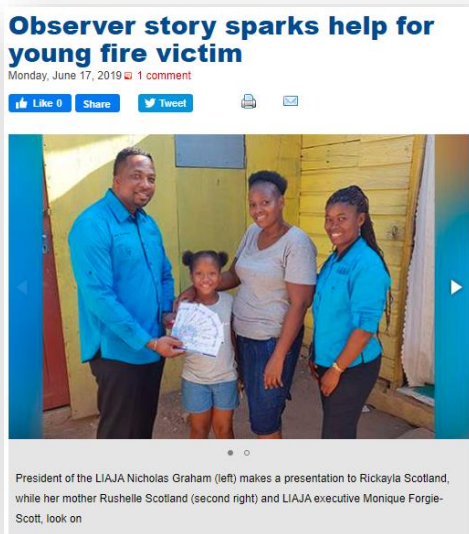 Observer story sparks help for
young fire victim
Monday, June 17, 2019 1 comment
Like 0 Share Tweet
President of the LIAJA Nicholas Graham (left) makes a presentation to Rickayla Scotland,
while her mother Rushelle Scotland (second right) and LIAJA executive Monique Forgie-
Scott, look on